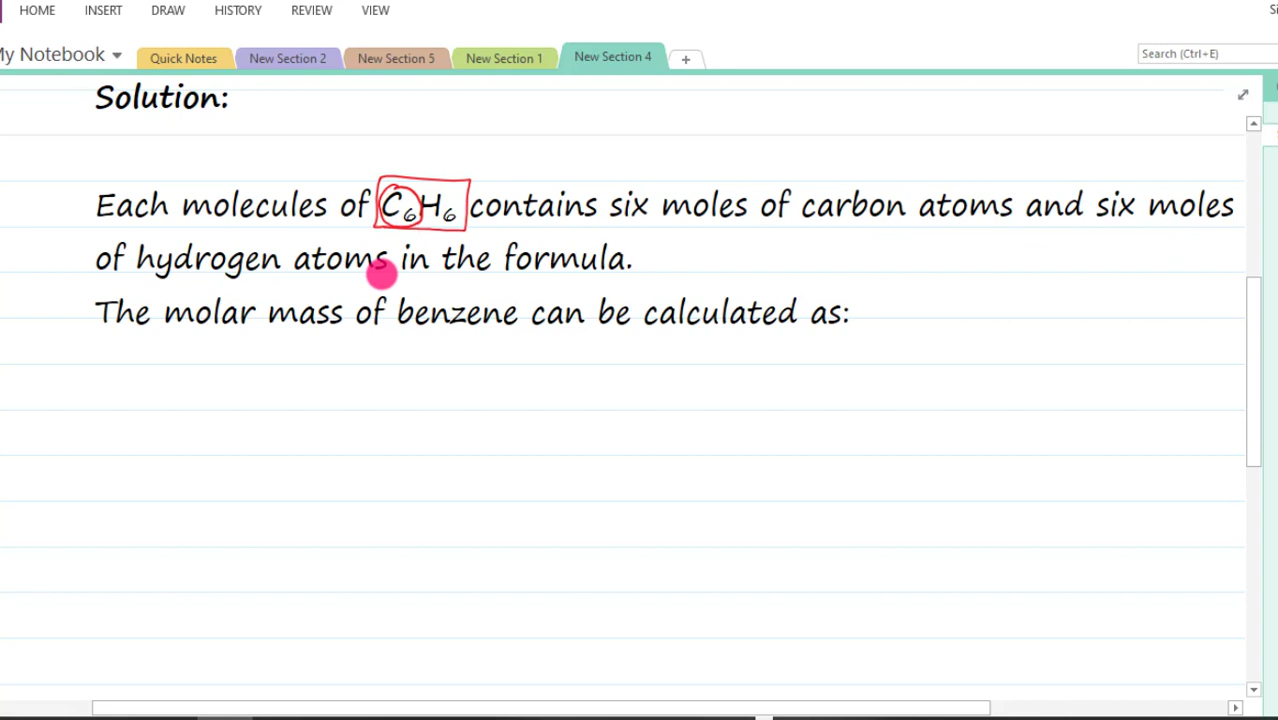 HOME INSERT DRAW HISTORY REVIEW VIEW
My Notebook Quick Notes New Section 2 New Section 5 New Section 1 New Section 4 + Search (Ctrl+E)
Solution:
Each molecules of C₆H₆ contains six moles of carbon atoms and six moles
of hydrogen atoms in the formula.
The molar mass of benzene can be calculated as: